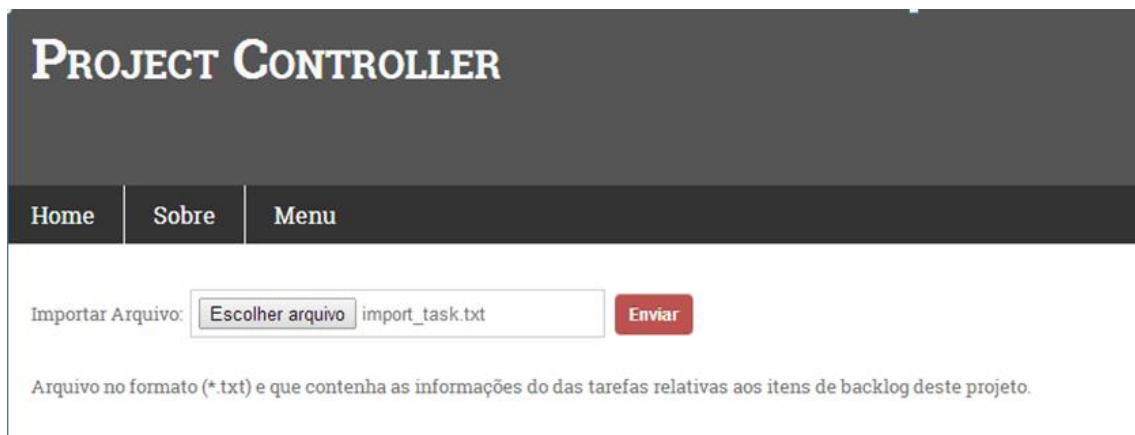 PROJECT CONTROLLER
Home Sobre Menu
Importar Arquivo: Escolher arquivo import_task.txt Enviar
Arquivo no formato (*.txt) e que contenha as informações do das tarefas relativas aos itens de backlog deste projeto.